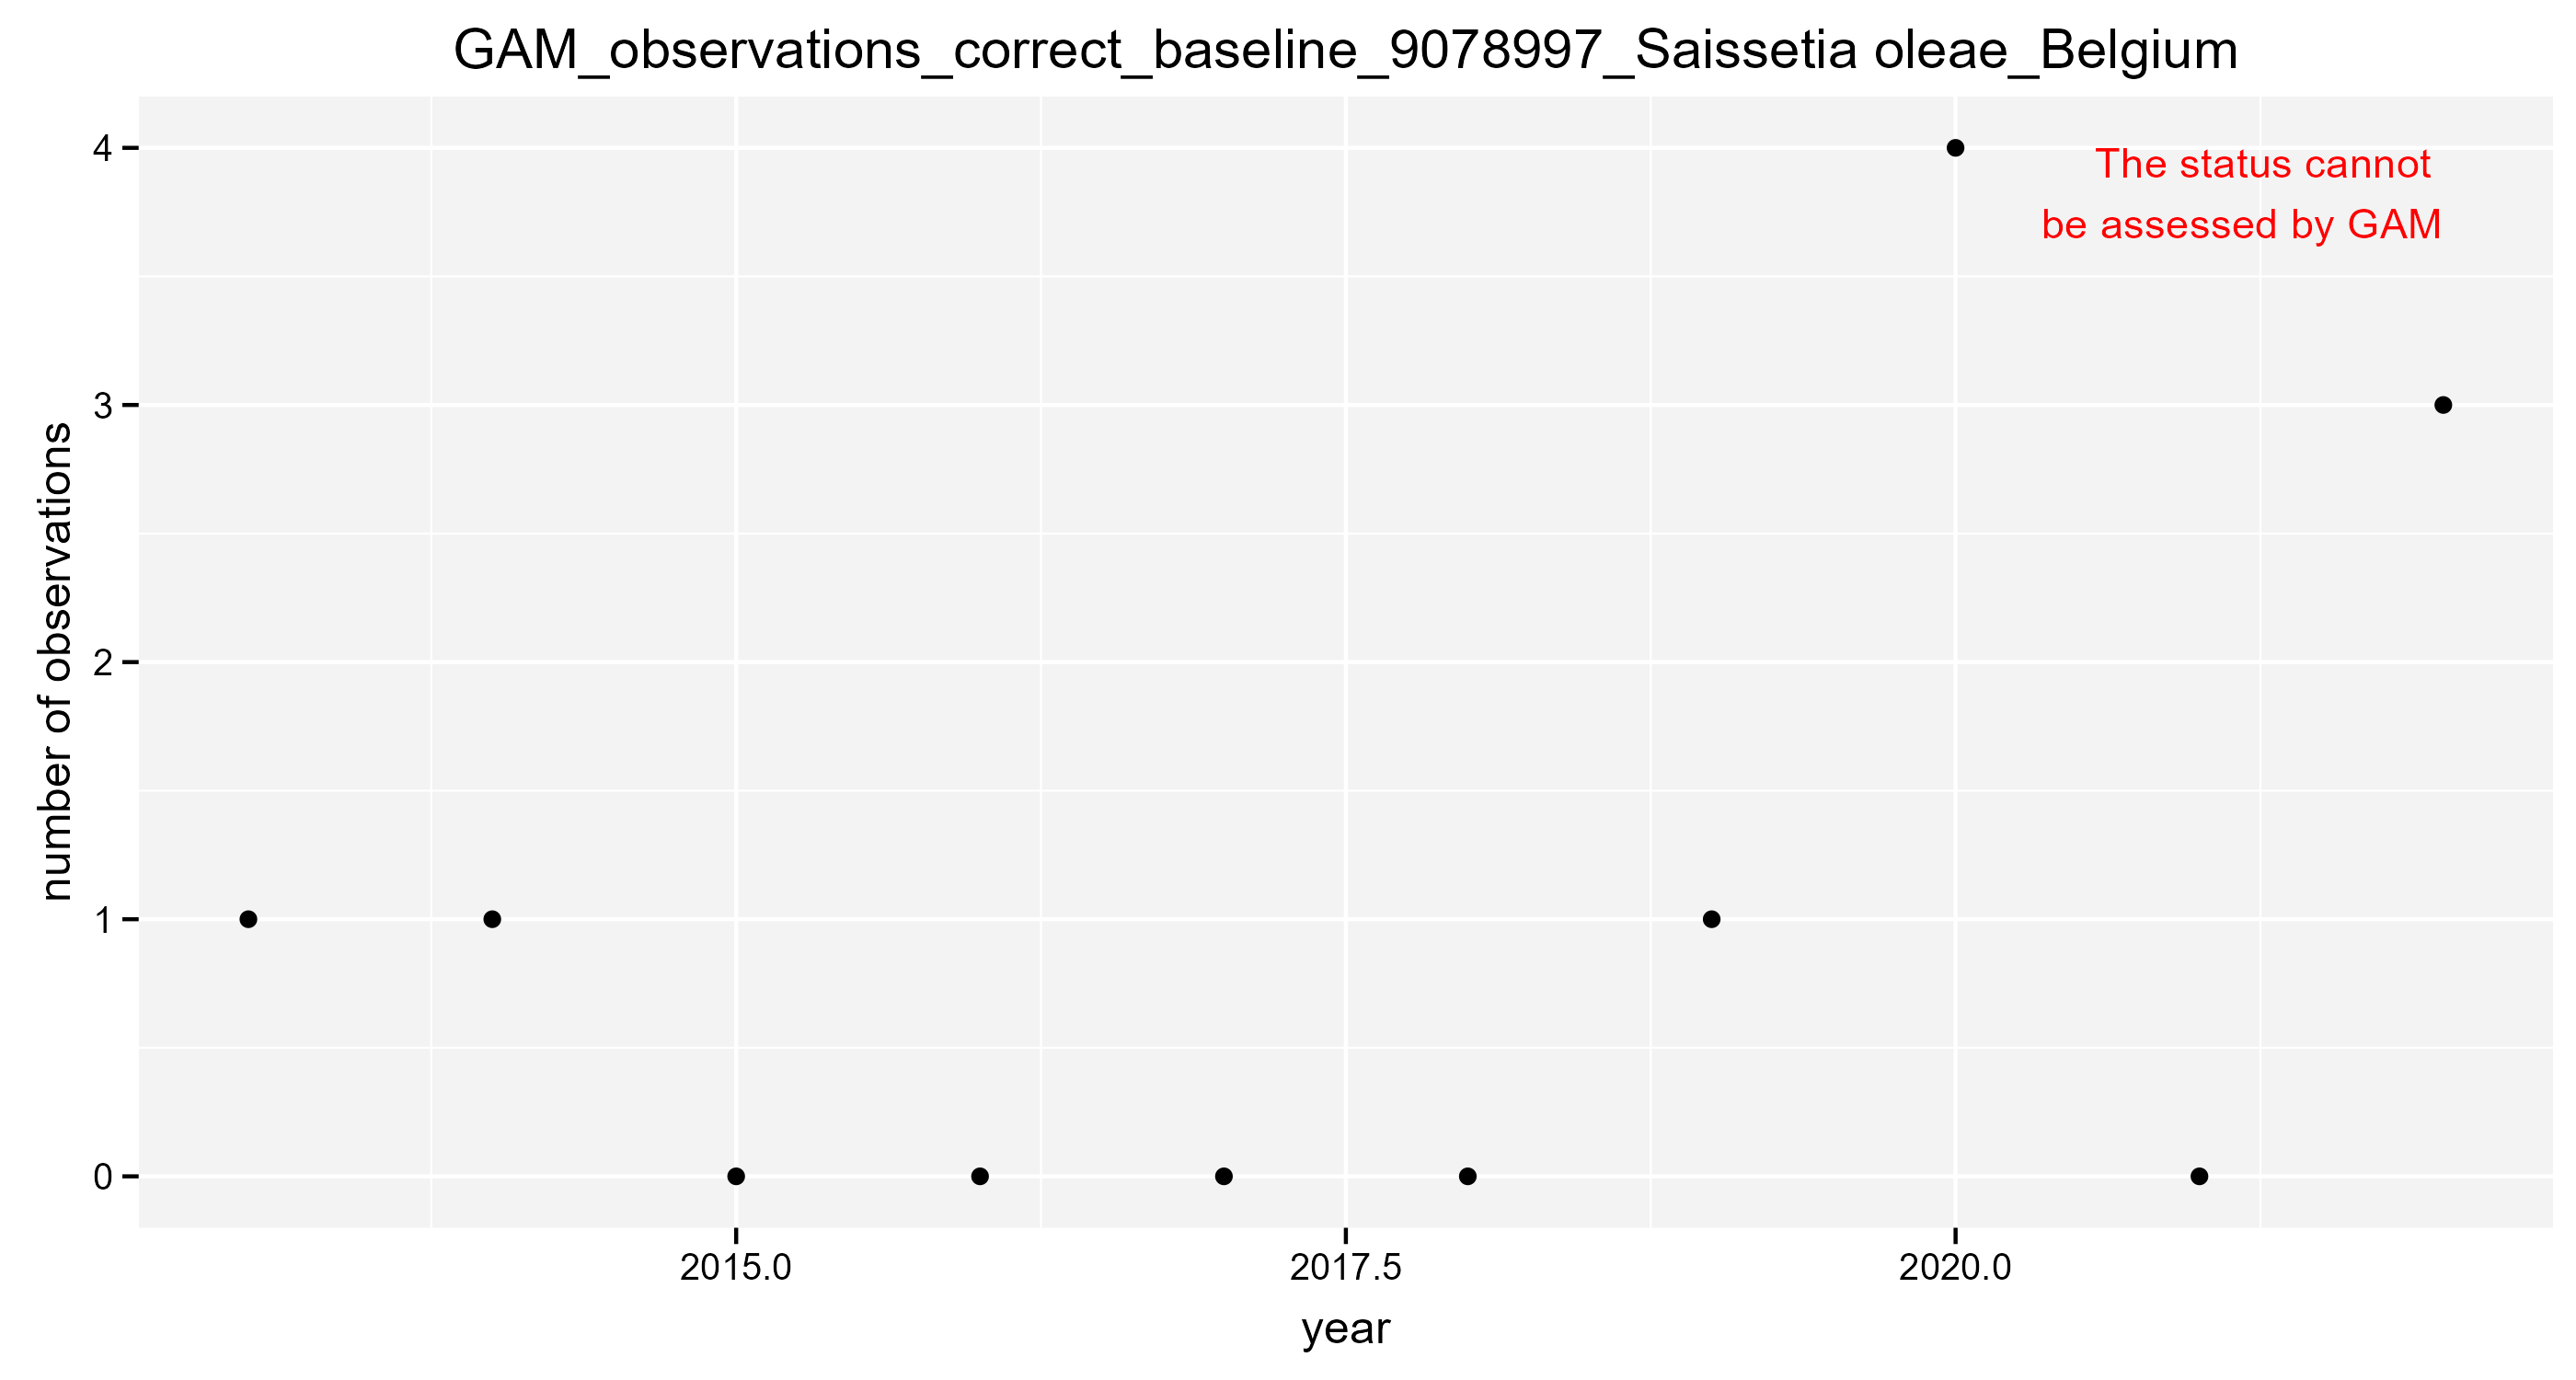 GAM_observations_correct_baseline_9078997_Saissetia oleae_Belgium
The status cannot
be assessed by GAM
number of observations
4
3
2
1
0
2015.0
2017.5
2020.0
year